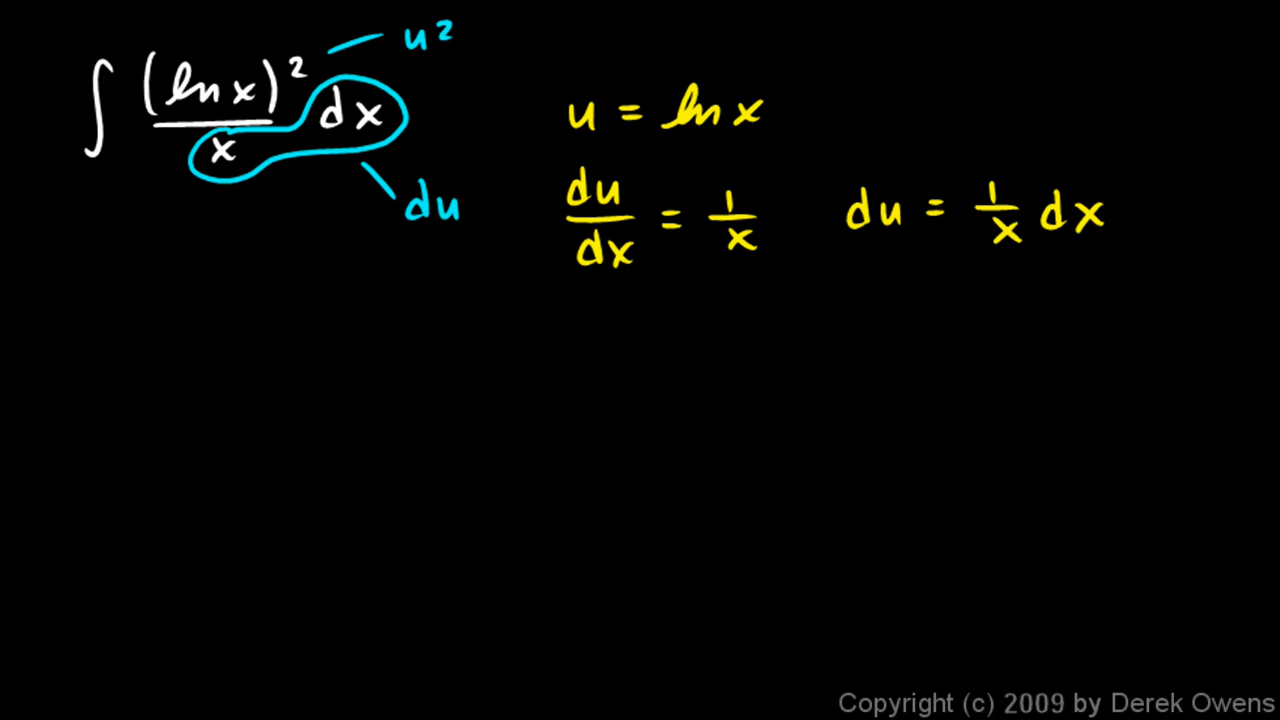 ∫ (ln x)² / x dx
u²
du
u = ln x
du/dx = 1/x
du = 1/x dx
Copyright (c) 2009 by Derek Owens